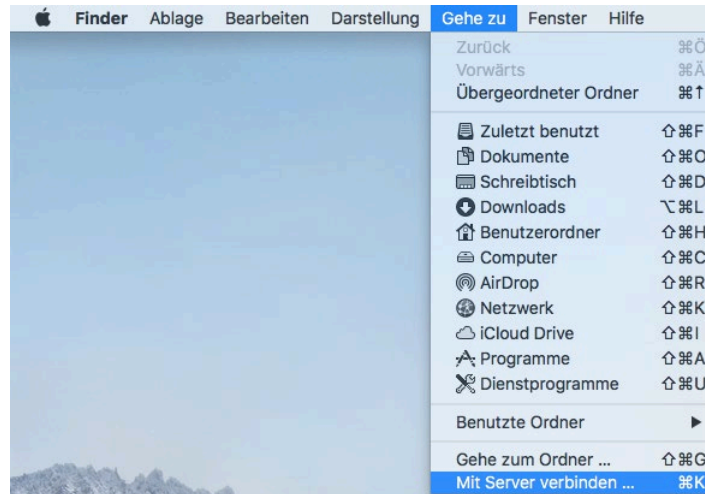 Finder Ablage Bearbeiten Darstellung Gehe zu Fenster Hilfe
Zurück ⌘Ö
Vorwärts ⌘Ä
Übergeordneter Ordner ⌘↑
Zuletzt benutzt ⇧⌘F
Dokumente ⇧⌘O
Schreibtisch ⇧⌘D
Downloads ⌥⌘L
Benutzerordner ⇧⌘H
Computer ⇧⌘C
AirDrop ⇧⌘R
Netzwerk ⇧⌘K
iCloud Drive ⇧⌘I
Programme ⇧⌘A
Dienstprogramme ⇧⌘U
Benutzte Ordner ▶
Gehe zum Ordner ... ⇧⌘G
Mit Server verbinden ... ⌘K